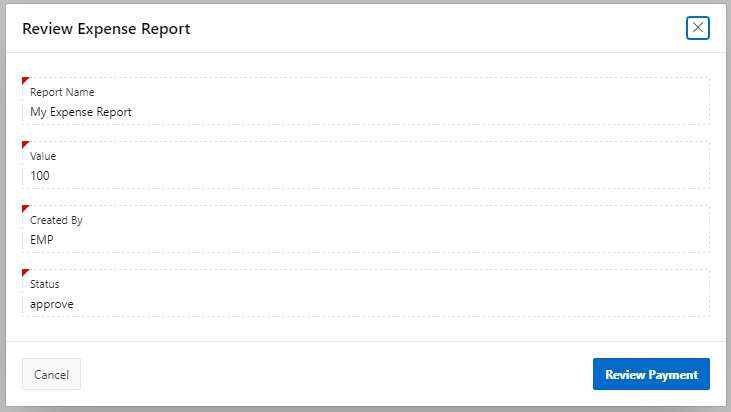 Review Expense Report
Report Name
My Expense Report
Value
100
Created By
EMP
Status
approve
Cancel
Review Payment